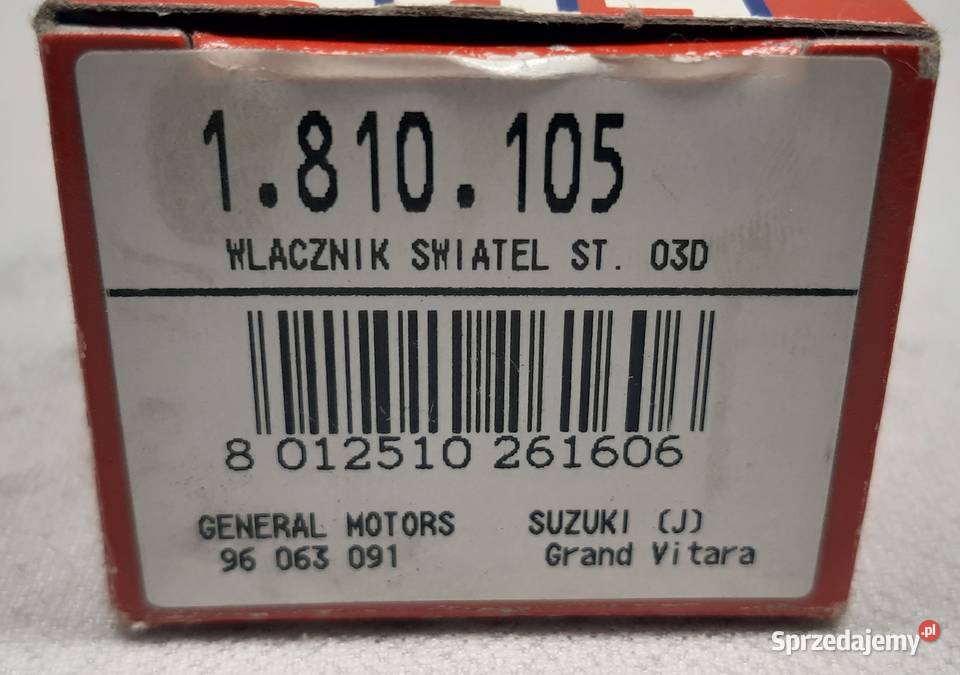 1.810.105
WLACZNIK SWIATEL ST. 03D
8 012510 261606
GENERAL MOTORS SUZUKI (J)
96 063 091 Grand Vitara
Sprzedajemy.pl